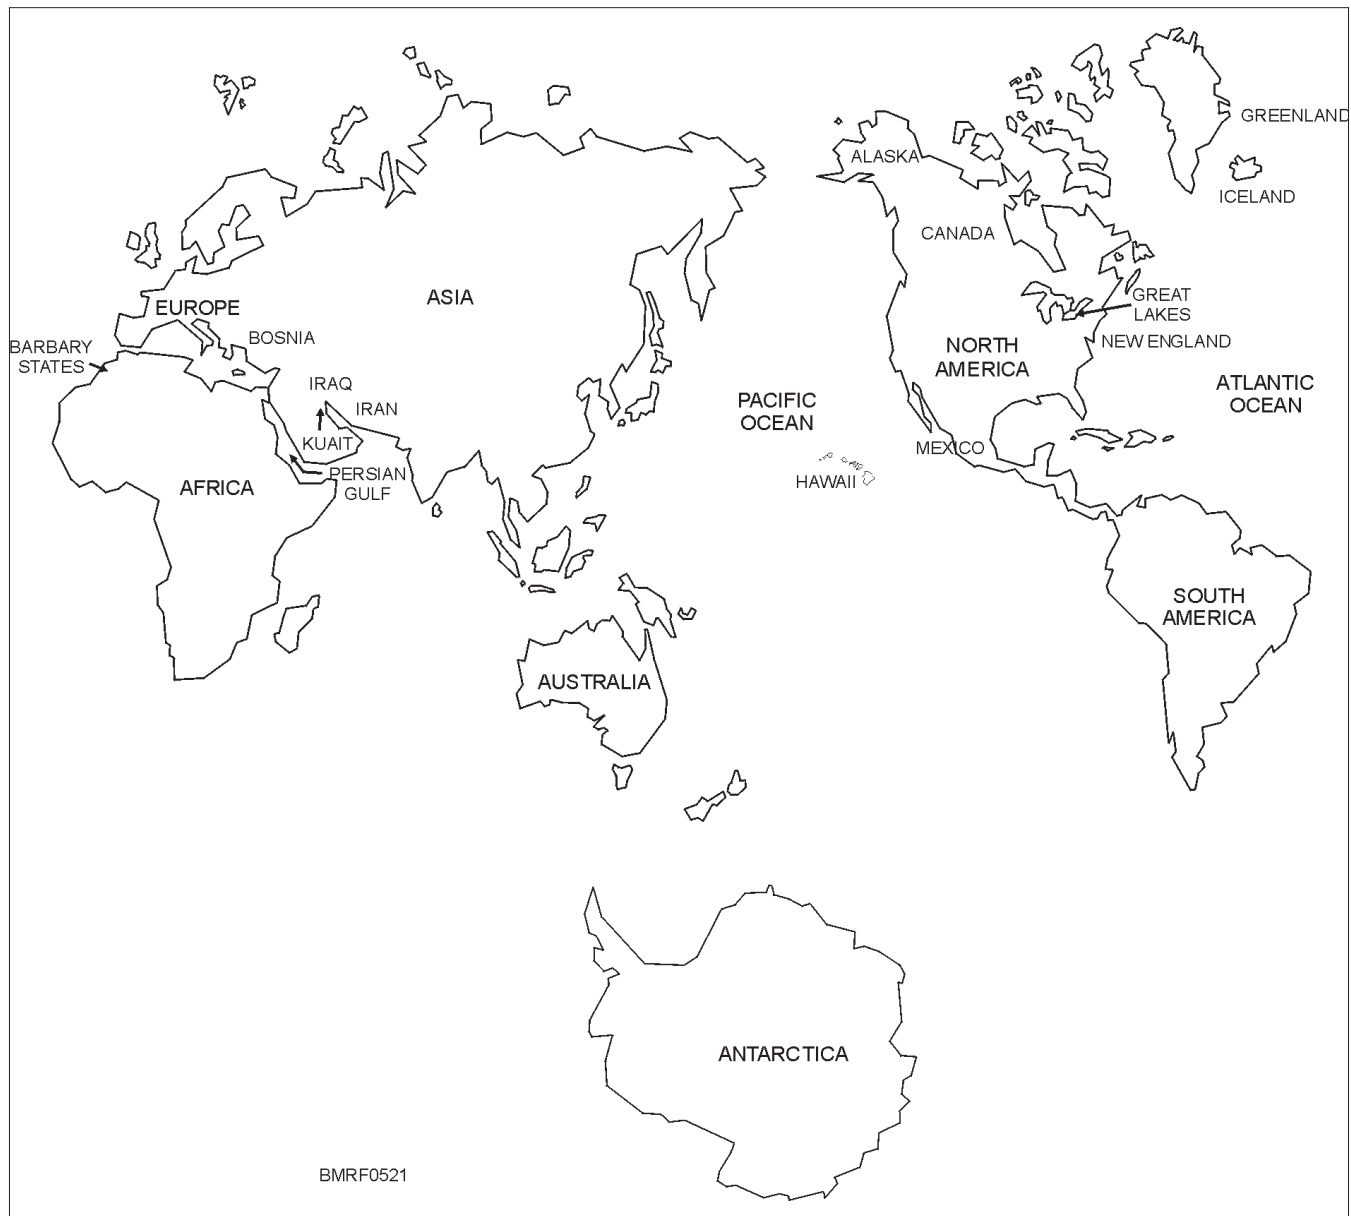 GREENLAND
ALASKA
ICELAND
CANADA
ASIA
EUROPE
GREAT
LAKES
BOSNIA
NEW ENGLAND
BARBARY
STATES
NORTH
AMERICA
IRAQ
ATLANTIC
OCEAN
PACIFIC
OCEAN
IRAN
KUAIT
MEXICO
PERSIAN
GULF
HAWAII
AFRICA
SOUTH
AMERICA
AUSTRALIA
ANTARCTICA
BMRF0521